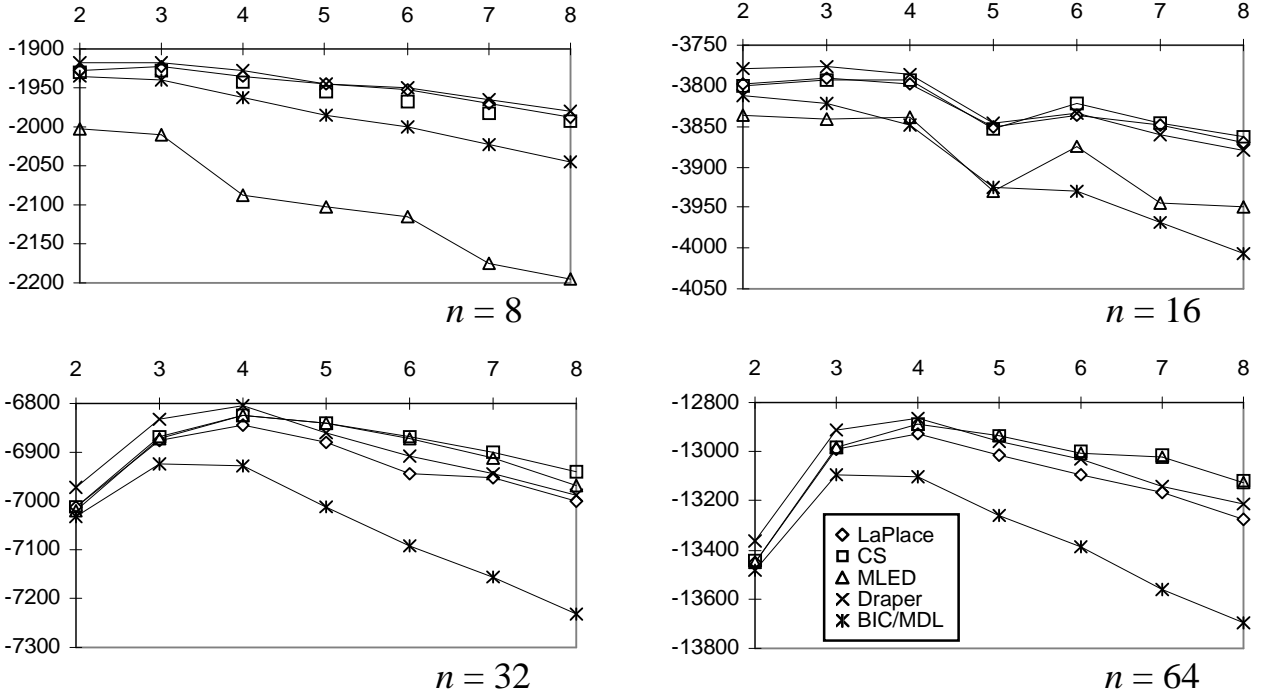 2 3 4 5 6 7 8
-1900
-1950
-2000
-2050
-2100
-2150
-2200
n = 8
2 3 4 5 6 7 8
-3750
-3800
-3850
-3900
-3950
-4000
-4050
n = 16
2 3 4 5 6 7 8
-6800
-6900
-7000
-7100
-7200
-7300
n = 32
2 3 4 5 6 7 8
-12800
-13000
-13200
-13400
-13600
-13800
LaPlace
CS
MLED
Draper
BIC/MDL
n = 64